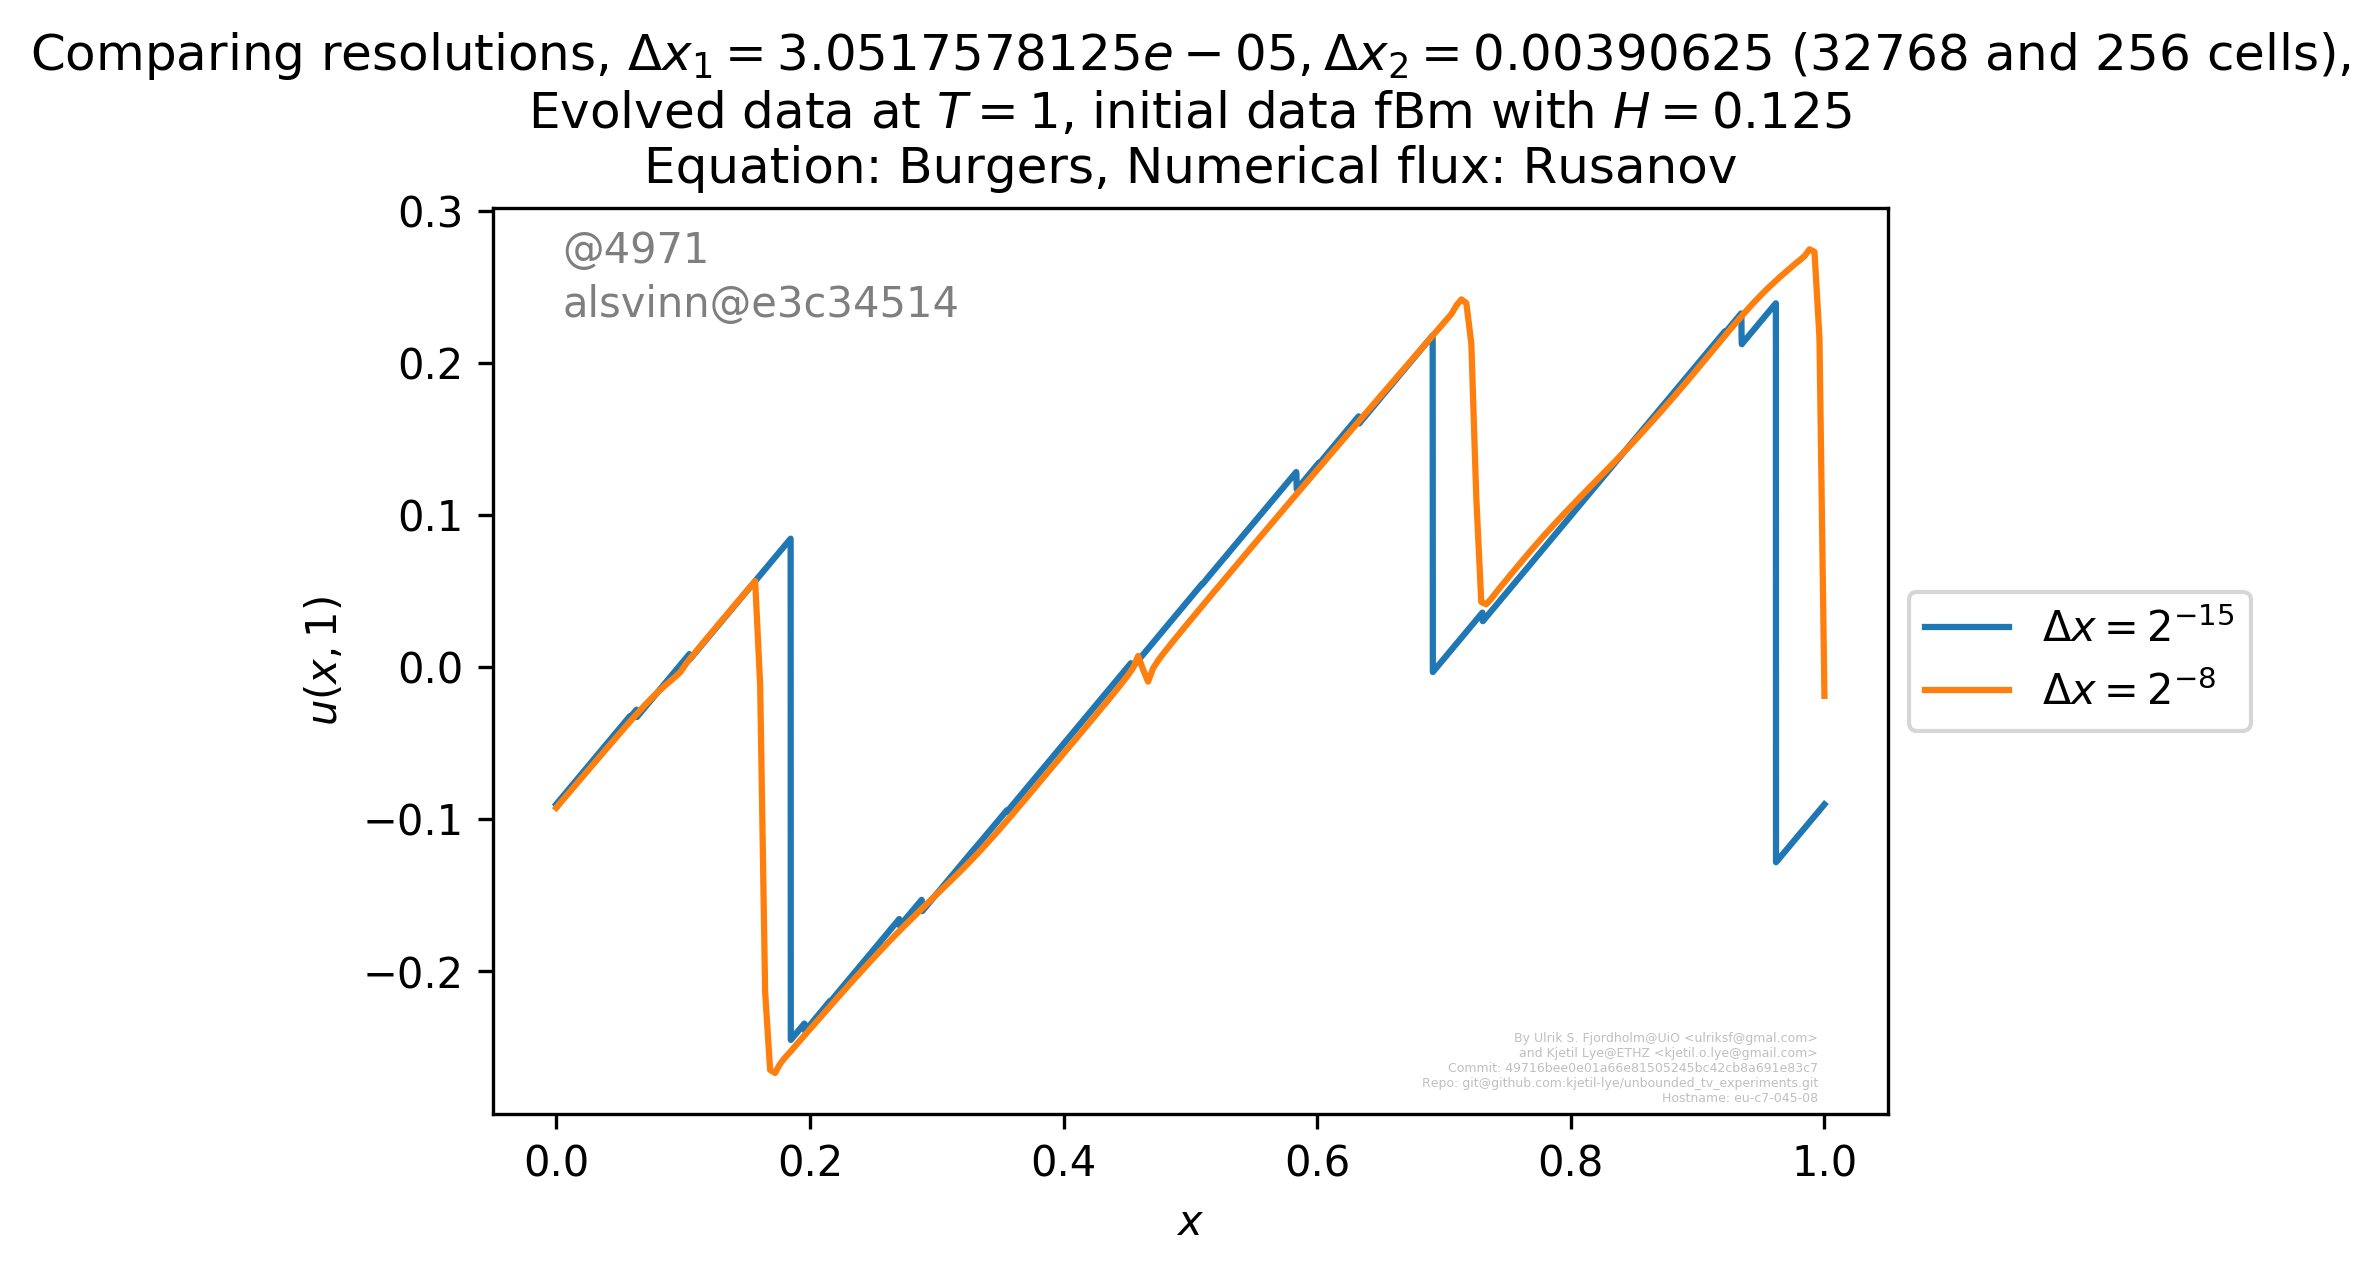 Comparing resolutions, Δx₁ = 3.0517578125e − 05, Δx₂ = 0.00390625 (32768 and 256 cells),
Evolved data at T = 1, initial data fBm with H = 0.125
Equation: Burgers, Numerical flux: Rusanov
0.3
0.2
0.1
0.0
−0.1
−0.2
u(x, 1)
@4971
alsvinn@e3c34514
Δx = 2⁻¹⁵
Δx = 2⁻⁸
By Ulrik S. Fjordholm@UiO <ulriksf@gmal.com>
and Kjetil Lye@ETHZ <kjetil.o.lye@gmail.com>
Commit: 49716bee0e01a66e81505245bc42cb8a691e83c7
Repo: git@github.com:kjetil-lye/unbounded_tv_experiments.git
Hostname: eu-c7-045-08
0.0 0.2 0.4 0.6 0.8 1.0
x